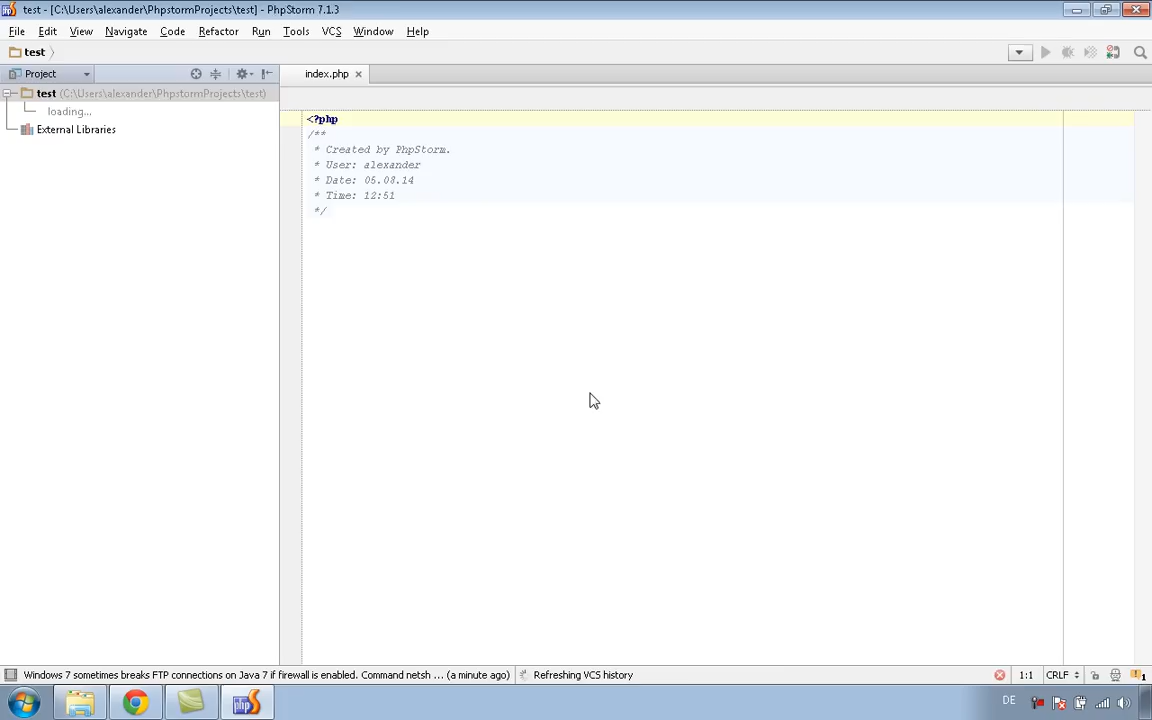 test - [C:\Users\alexander\PhpstormProjects\test] - PhpStorm 7.1.3
File Edit View Navigate Code Refactor Run Tools VCS Window Help
test
Project
index.php
test (C:\Users\alexander\PhpstormProjects\test)
loading...
External Libraries
<?php
/**
* Created by PhpStorm.
* User: alexander
* Date: 05.08.14
* Time: 12:51
*/
Windows 7 sometimes breaks FTP connections on Java 7 if firewall is enabled. Command netsh ... (a minute ago) Refreshing VCS history 1:1 CRLF 1
DE